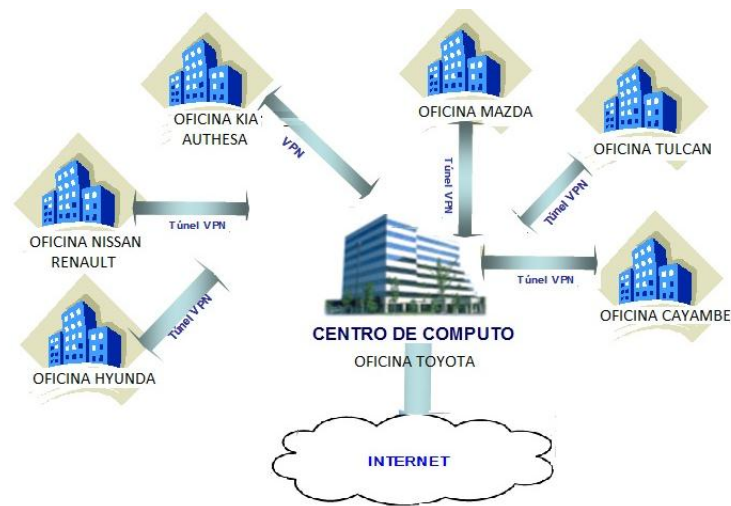 OFICINA KIA
AUTHESA
VPN
OFICINA MAZDA
Túnel VPN
OFICINA TULCAN
Túnel VPN
OFICINA NISSAN
RENAULT
Túnel VPN
Túnel VPN
OFICINA CAYAMBE
OFICINA HYUNDA
Túnel VPN
CENTRO DE COMPUTO
OFICINA TOYOTA
INTERNET